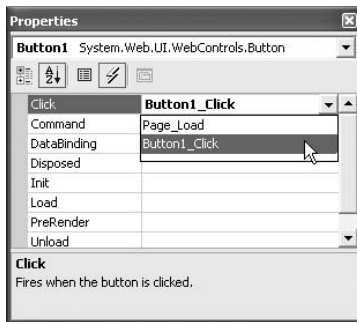 Properties
Button1 System.Web.UI.WebControls.Button
Click Button1_Click
Command Page_Load
DataBinding Button1_Click
Disposed
Init
Load
PreRender
Unload
Click
Fires when the button is clicked.